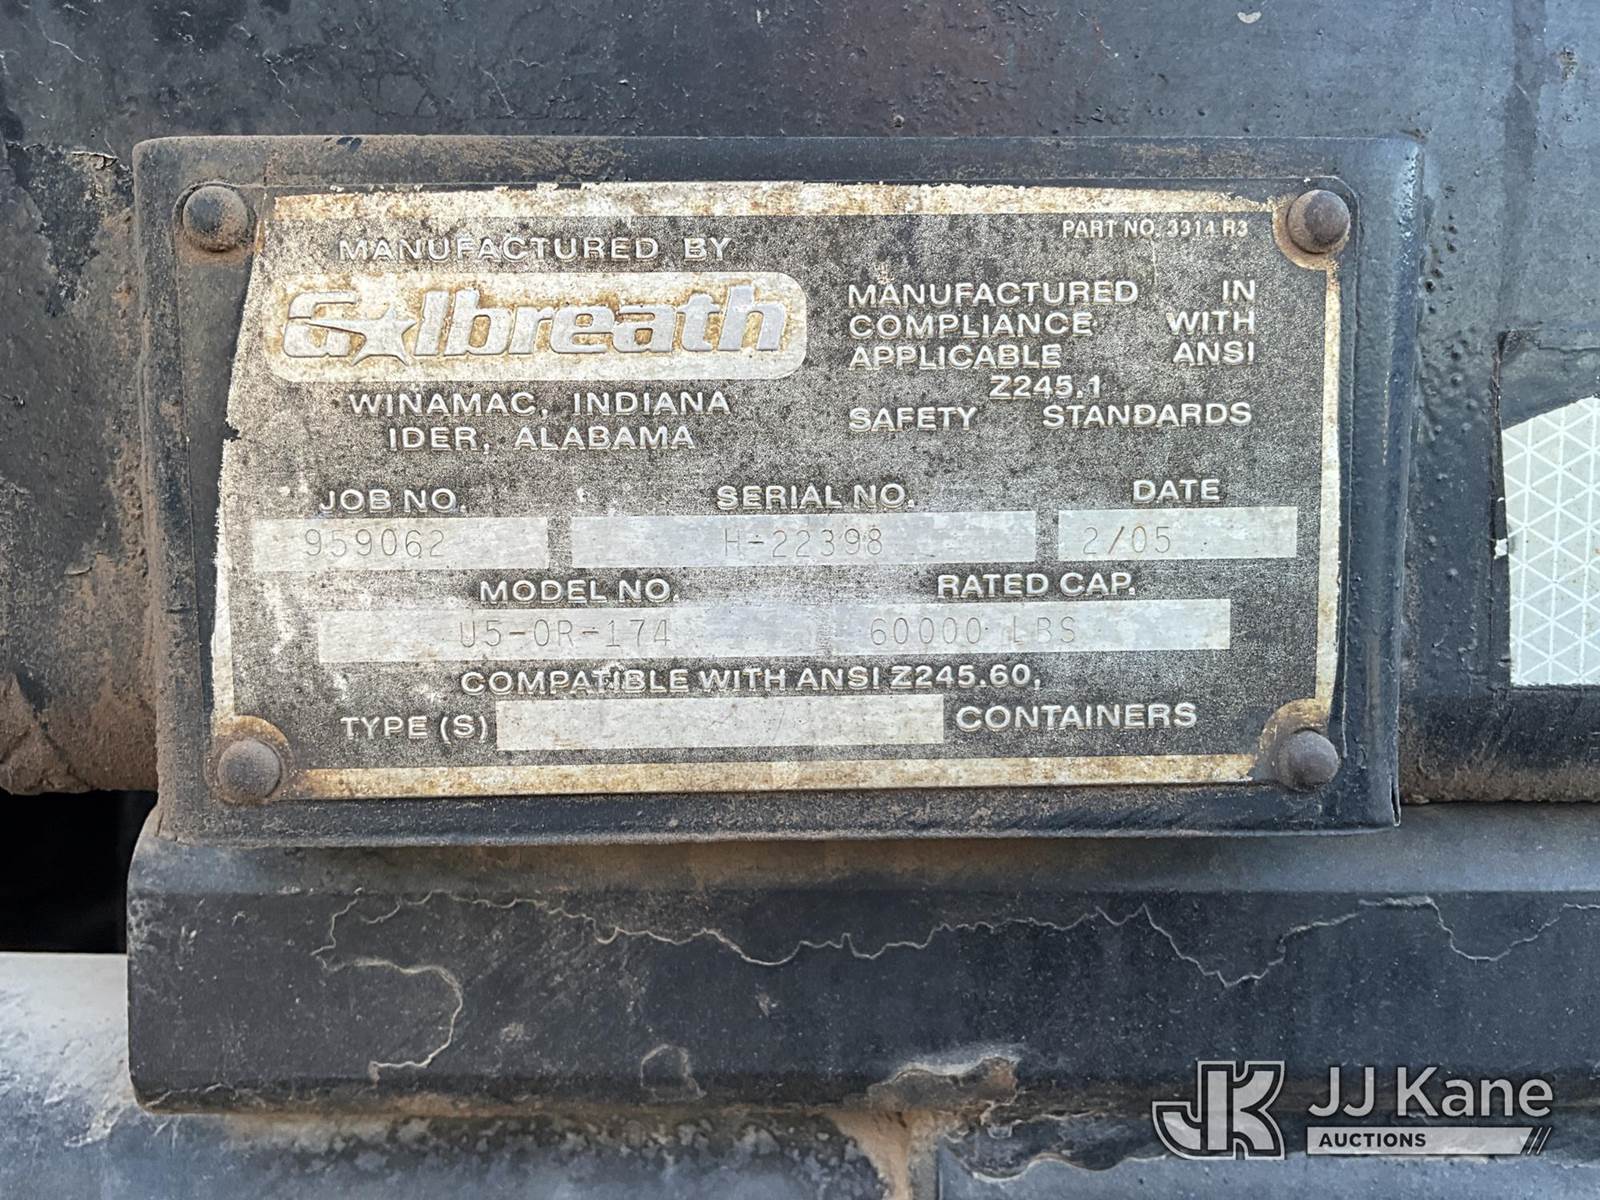 PART NO. 3314 R3
MANUFACTURED BY
Galbreath
WINAMAC, INDIANA
IDER, ALABAMA
MANUFACTURED IN
COMPLIANCE WITH
APPLICABLE ANSI
Z245.1
SAFETY STANDARDS
JOB NO. SERIAL NO. DATE
959062 H-22398 2/05
MODEL NO. RATED CAP.
U5-OR-174 60000 LBS
COMPATIBLE WITH ANSI Z245.60,
TYPE (S) CONTAINERS
JK JJ Kane
AUCTIONS